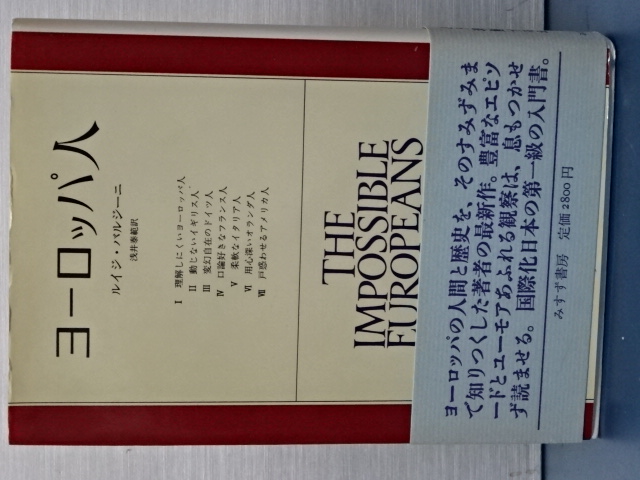 ヨーロッパ人
ルイジ・バルジーニ
浅井泰範訳
Ⅰ 理解しにくいヨーロッパ人
Ⅱ 動じないイギリス人
Ⅲ 変幻自在のドイツ人
Ⅳ 口論好きなフランス人
Ⅴ 柔軟なイタリア人
Ⅵ 用心深いオランダ人
Ⅶ 戸惑わせるアメリカ人
THE
IMPOSSIBLE
EUROPEANS
ヨーロッパの人間と歴史を、そのすみずみま
で知りつくした著者の最新作。豊富なエピソ
ードとユーモアあふれる観察は、息もつかせ
ず読ませる。国際化日本の第一級の入門書。
みすず書房 定価2800円